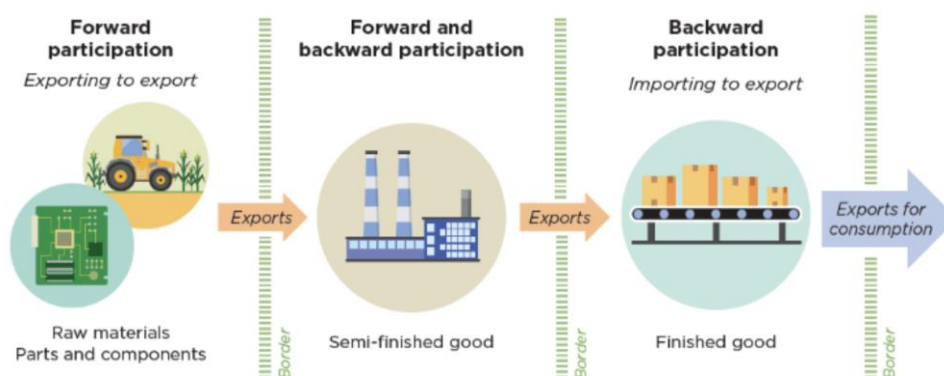 Forward
participation
Exporting to export
Forward and
backward participation
Backward
participation
Importing to export
Exports
Exports
Exports for
consumption
Raw materials
Parts and components
Border
Semi-finished good
Border
Finished good
Border